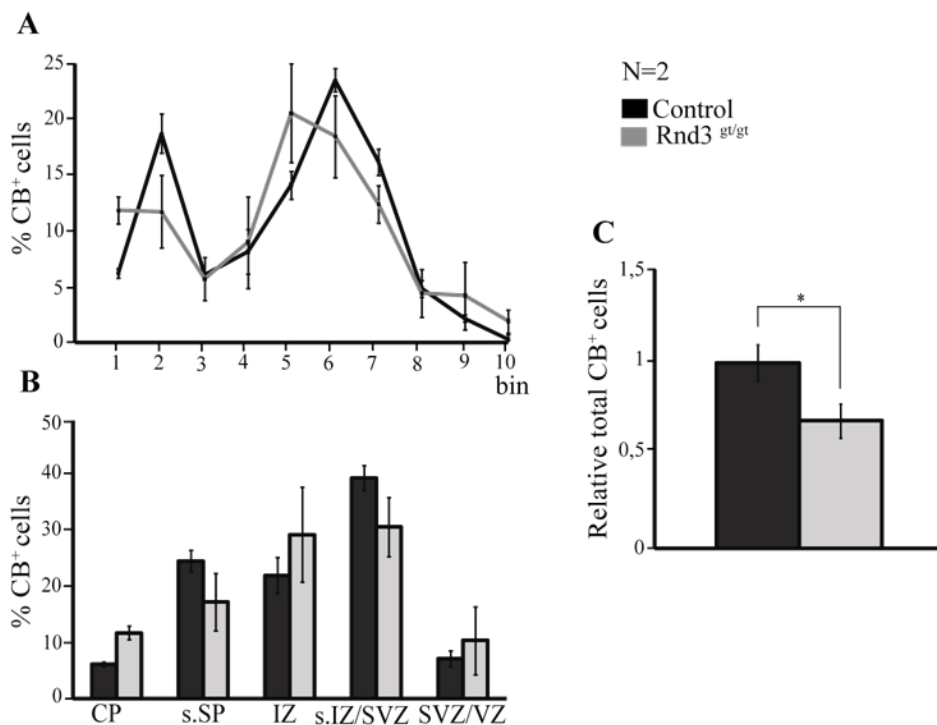 A
25
20
15
10
5
0
% CB⁺ cells
1 2 3 4 5 6 7 8 9 10
bin
N=2
Control
Rnd3 gt/gt
B
50
40
30
20
10
0
% CB⁺ cells
CP s.SP IZ s.IZ/SVZ SVZ/VZ
C
1,5
1
0,5
0
Relative total CB⁺ cells
*